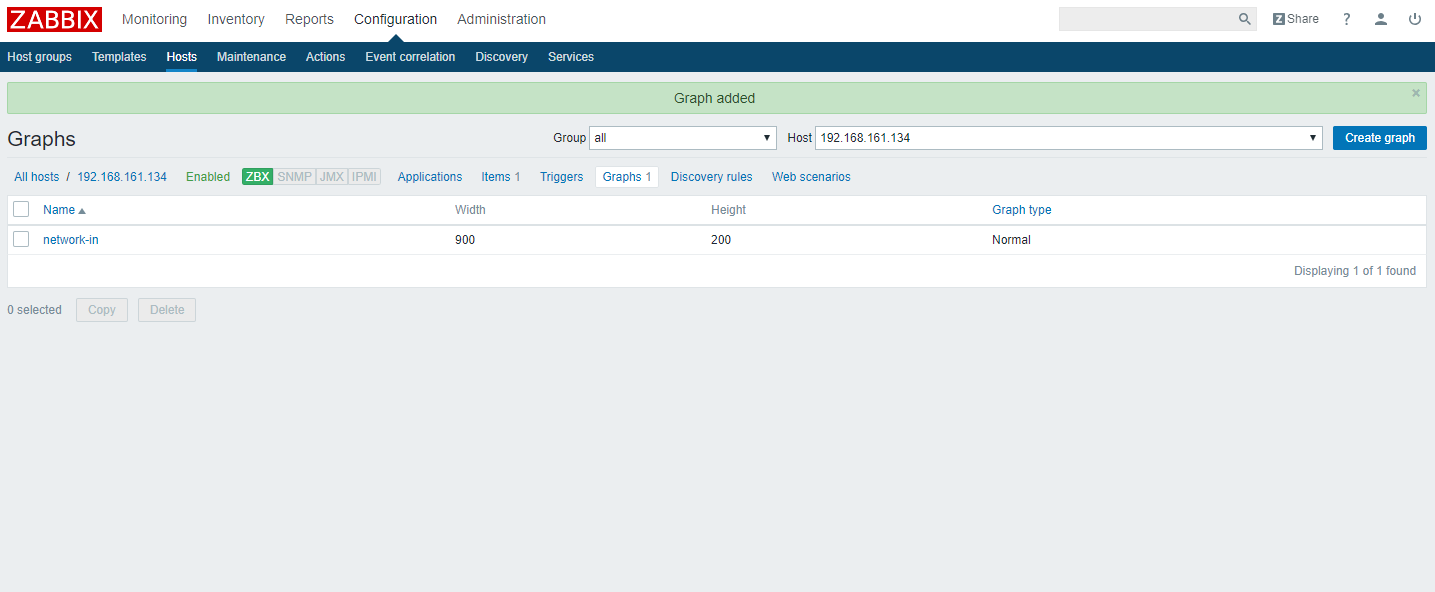 ZABBIX Monitoring Inventory Reports Configuration Administration Z Share ?
Host groups Templates Hosts Maintenance Actions Event correlation Discovery Services
Graph added ×
Graphs Group all ▼ Host 192.168.161.134 ▼ Create graph
All hosts / 192.168.161.134 Enabled ZBX SNMP JMX IPMI Applications Items 1 Triggers Graphs 1 Discovery rules Web scenarios
Name ▲ Width Height Graph type
network-in 900 200 Normal
Displaying 1 of 1 found
0 selected Copy Delete